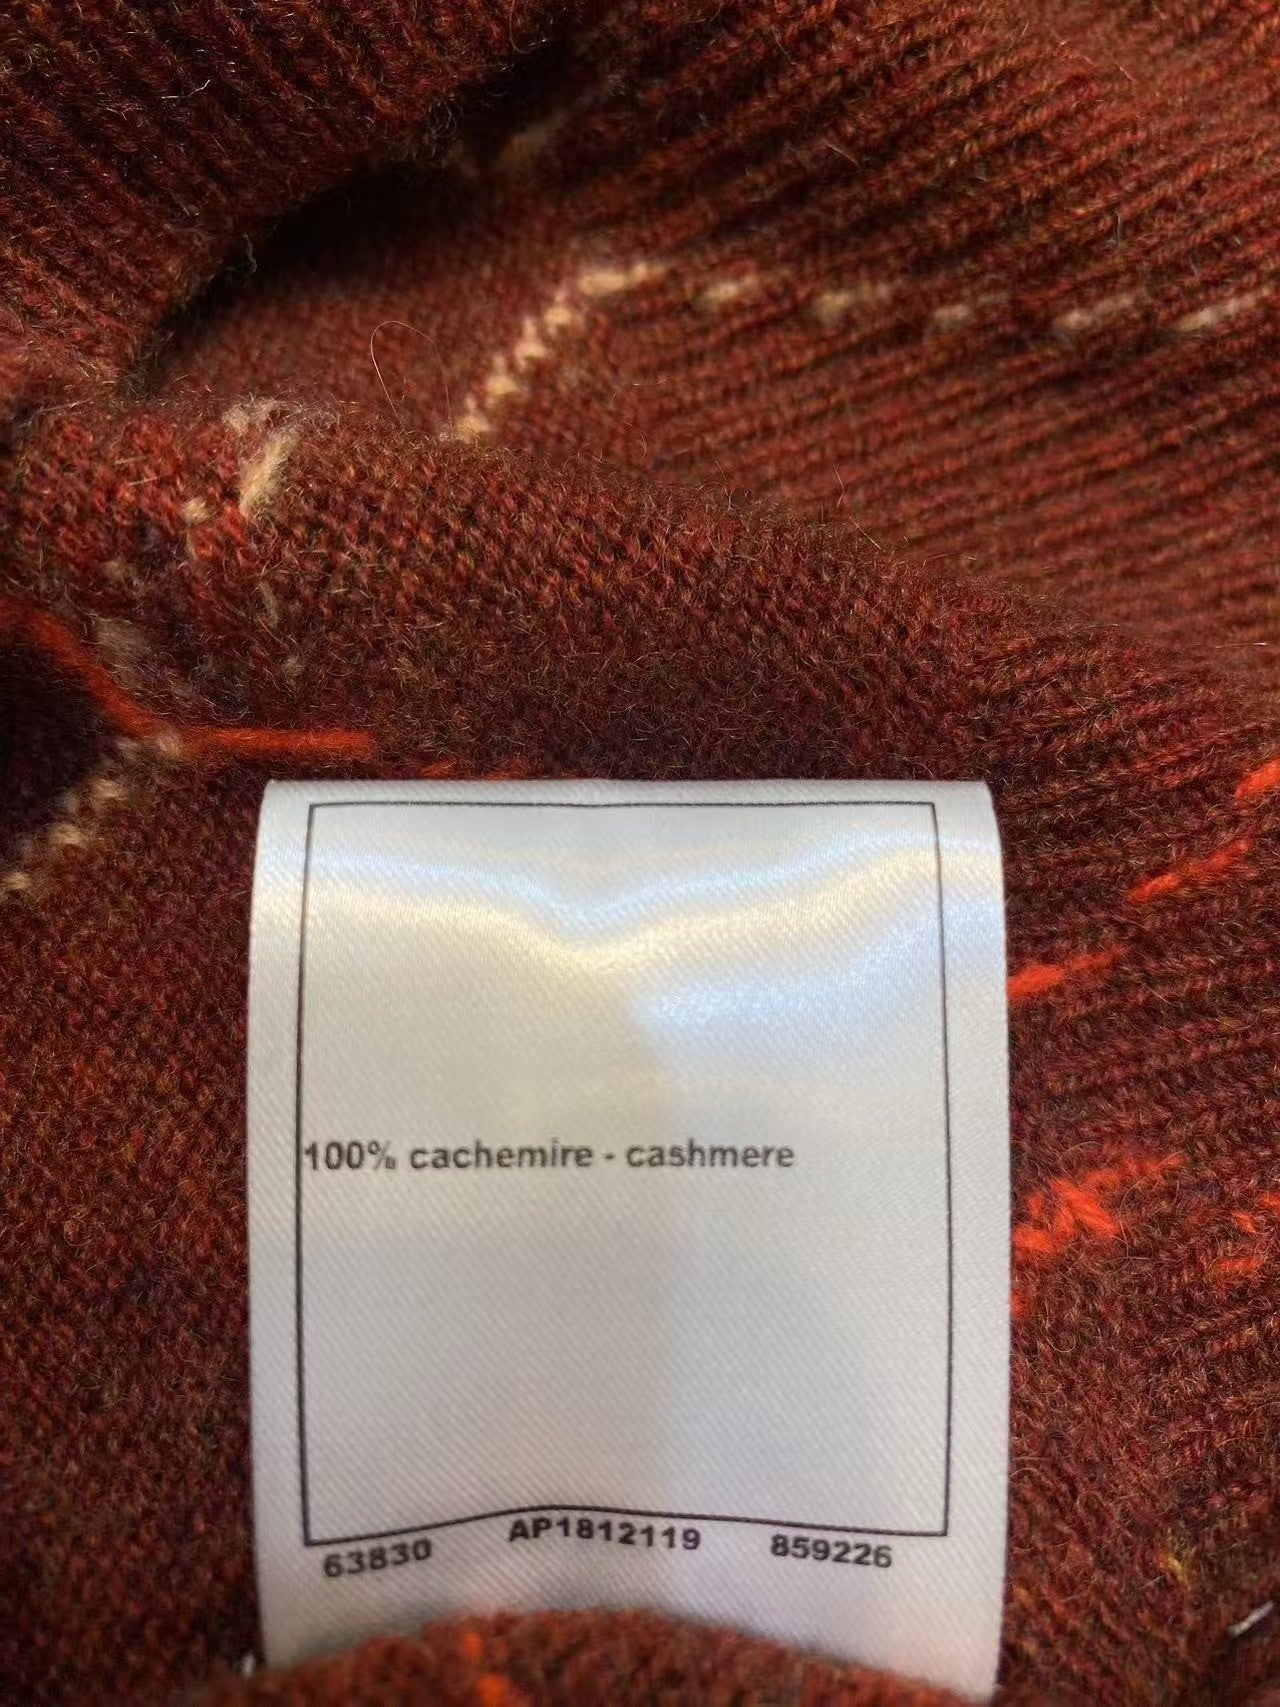 100% cachemire - cashmere
63830 AP1812119 859226